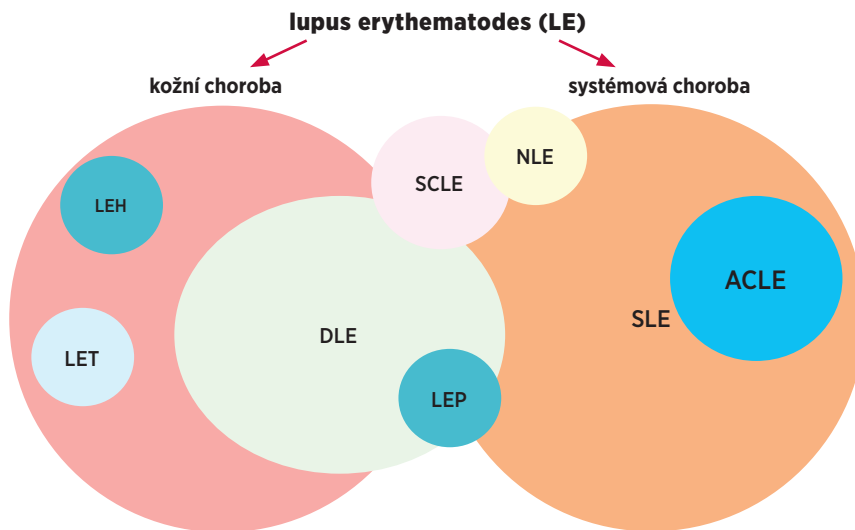 lupus erythematodes (LE)
kožní choroba
systémová choroba
NLE
SCLE
LEH
ACLE
SLE
DLE
LET
LEP